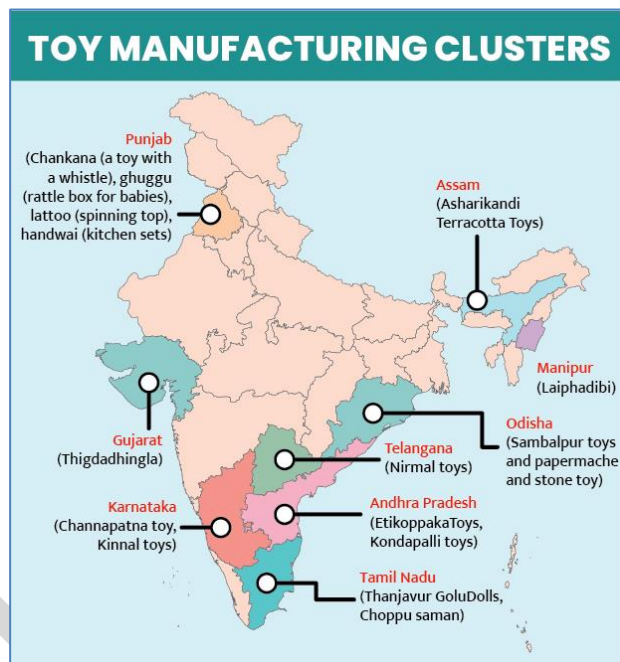 TOY MANUFACTURING CLUSTERS
Punjab
(Chankana (a toy with
a whistle), ghuggu
(rattle box for babies),
lattoo (spinning top),
handwai (kitchen sets)
Assam
(Asharikandi
Terracotta Toys)
Manipur
(Laiphadibi)
Gujarat
(Thigdadhingla)
Odisha
(Sambalpur toys
and papermache
and stone toy)
Telangana
(Nirmal toys)
Karnataka
(Channapatna toy,
Kinnal toys)
Andhra Pradesh
(EtikoppakaToys,
Kondapalli toys)
Tamil Nadu
(Thanjavur GoluDolls,
Choppu saman)